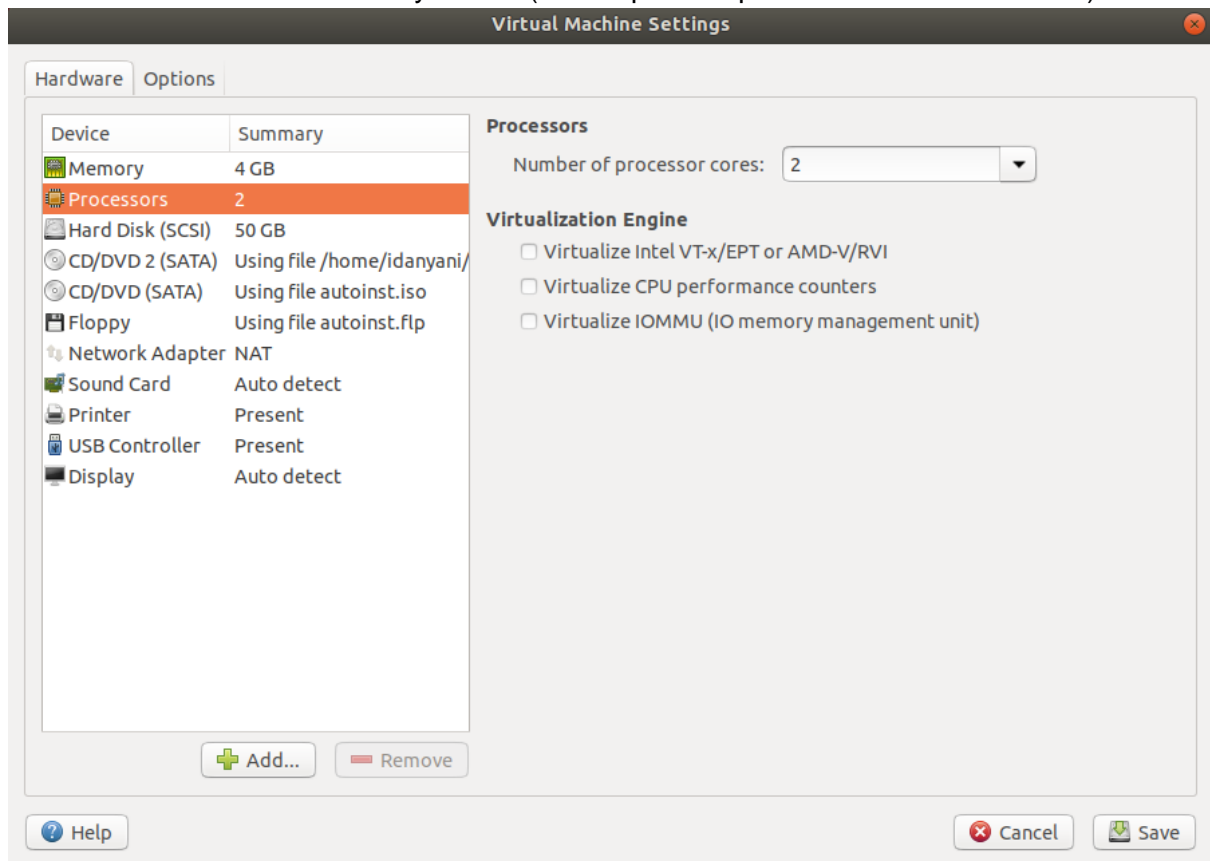 Virtual Machine Settings
Hardware Options
Device Summary
Memory 4 GB
Processors 2
Hard Disk (SCSI) 50 GB
CD/DVD 2 (SATA) Using file /home/idanyani/
CD/DVD (SATA) Using file autoinst.iso
Floppy Using file autoinst.flp
Network Adapter NAT
Sound Card Auto detect
Printer Present
USB Controller Present
Display Auto detect
Add... Remove
Processors
Number of processor cores: 2
Virtualization Engine
Virtualize Intel VT-x/EPT or AMD-V/RVI
Virtualize CPU performance counters
Virtualize IOMMU (IO memory management unit)
Help Cancel Save